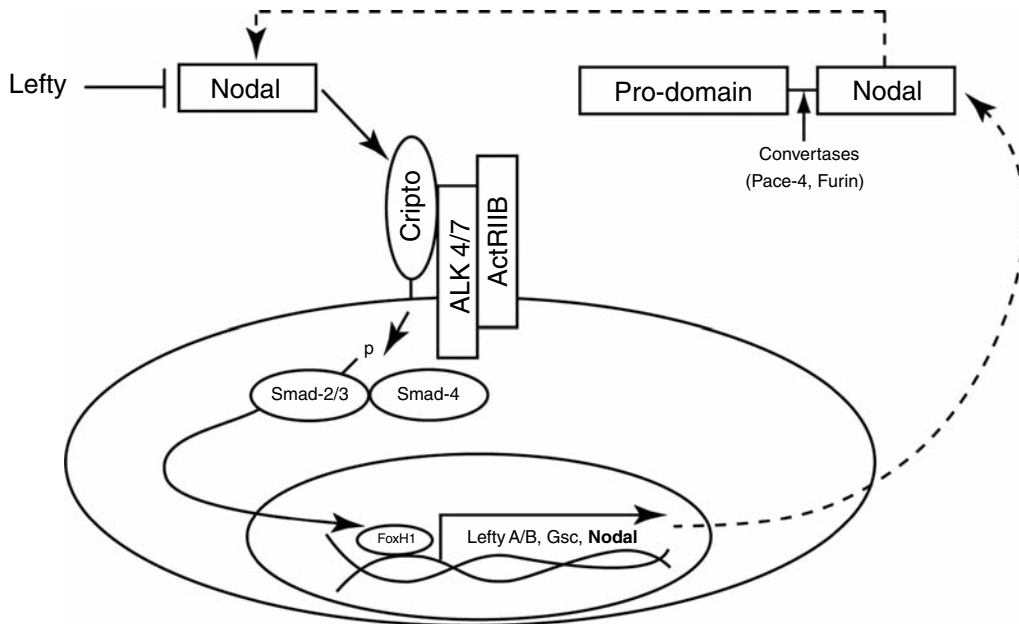 Lefty
Nodal
Pro-domain
Nodal
Convertases
(Pace-4, Furin)
Cripto
ALK 4/7
ActRIIB
p
Smad-2/3
Smad-4
FoxH1
Lefty A/B, Gsc, Nodal